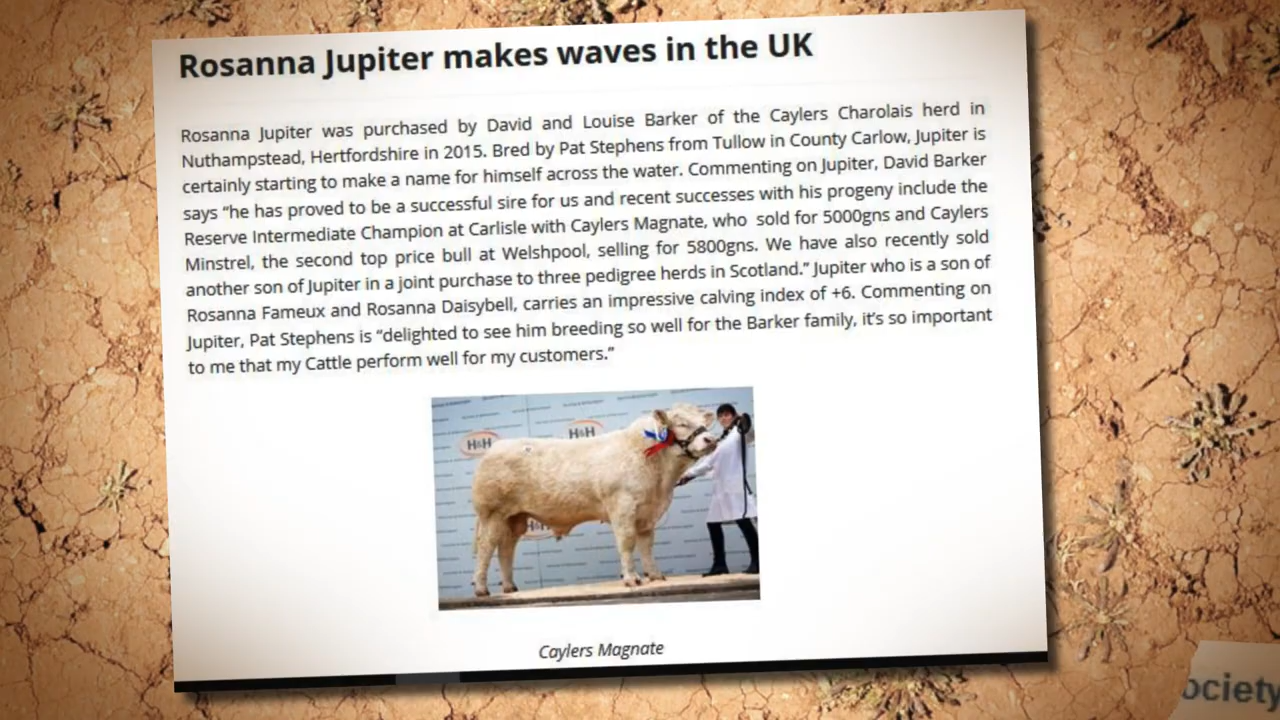 Rosanna Jupiter makes waves in the UK
Rosanna Jupiter was purchased by David and Louise Barker of the Caylers Charolais herd in
Nuthampstead, Hertfordshire in 2015. Bred by Pat Stephens from Tullow in County Carlow, Jupiter is
certainly starting to make a name for himself across the water. Commenting on Jupiter, David Barker
says “he has proved to be a successful sire for us and recent successes with his progeny include the
Reserve Intermediate Champion at Carlisle with Caylers Magnate, who sold for 5000gns and Caylers
Minstrel, the second top price bull at Welshpool, selling for 5800gns. We have also recently sold
another son of Jupiter in a joint purchase to three pedigree herds in Scotland.” Jupiter who is a son of
Rosanna Fameux and Rosanna Daisybell, carries an impressive calving index of +6. Commenting on
Jupiter, Pat Stephens is “delighted to see him breeding so well for the Barker family, it’s so important
to me that my Cattle perform well for my customers.”
H&H
H&H
H&H
Caylers Magnate
ociety